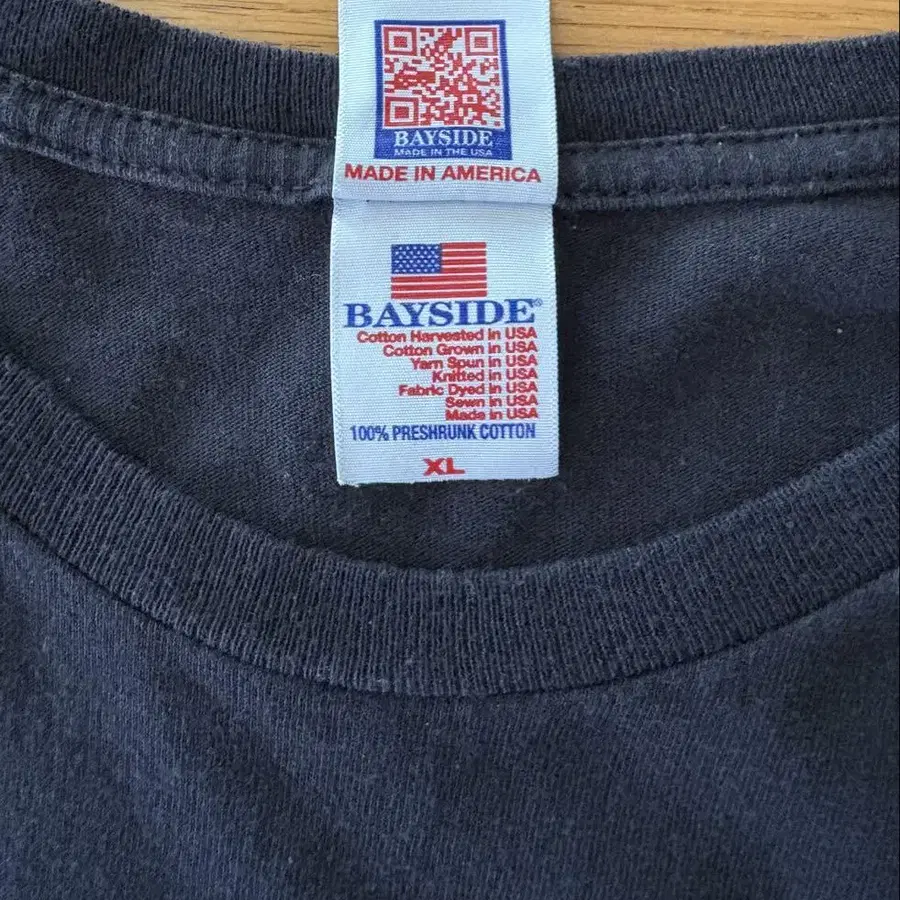 BAYSIDE
MADE IN THE USA
MADE IN AMERICA
BAYSIDE®
Cotton Harvested in USA
Cotton Grown in USA
Yarn Spun in USA
Knitted in USA
Fabric Dyed in USA
Sewn in USA
Made in USA
100% PRESHRUNK COTTON
XL